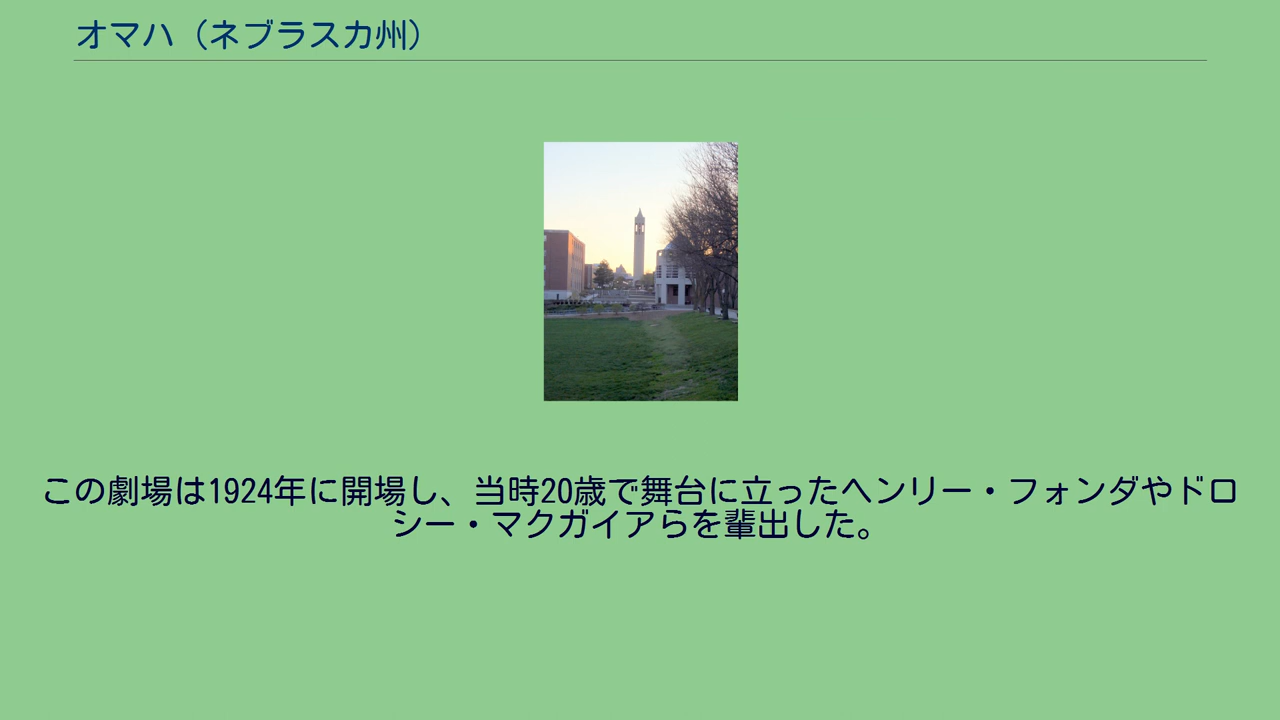 オマハ（ネブラスカ州）
この劇場は1924年に開場し、当時20歳で舞台に立ったヘンリー・フォンダやドロ
シー・マクガイアらを輩出した。